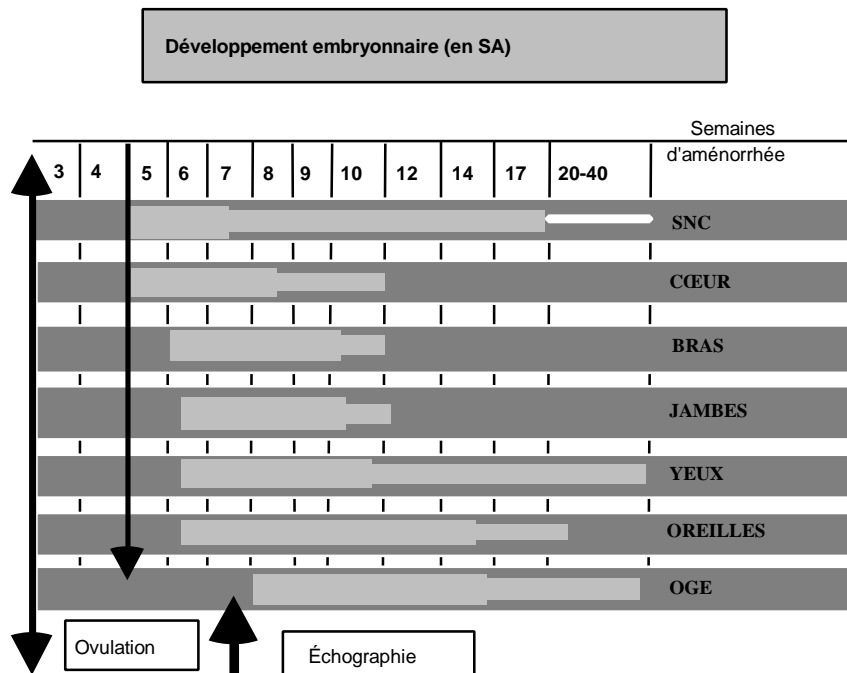 Développement embryonnaire (en SA)
Semaines
d'aménorrhée
3 4 5 6 7 8 9 10 12 14 17 20-40
SNC
CŒUR
BRAS
JAMBES
YEUX
OREILLES
OGE
Ovulation
Échographie